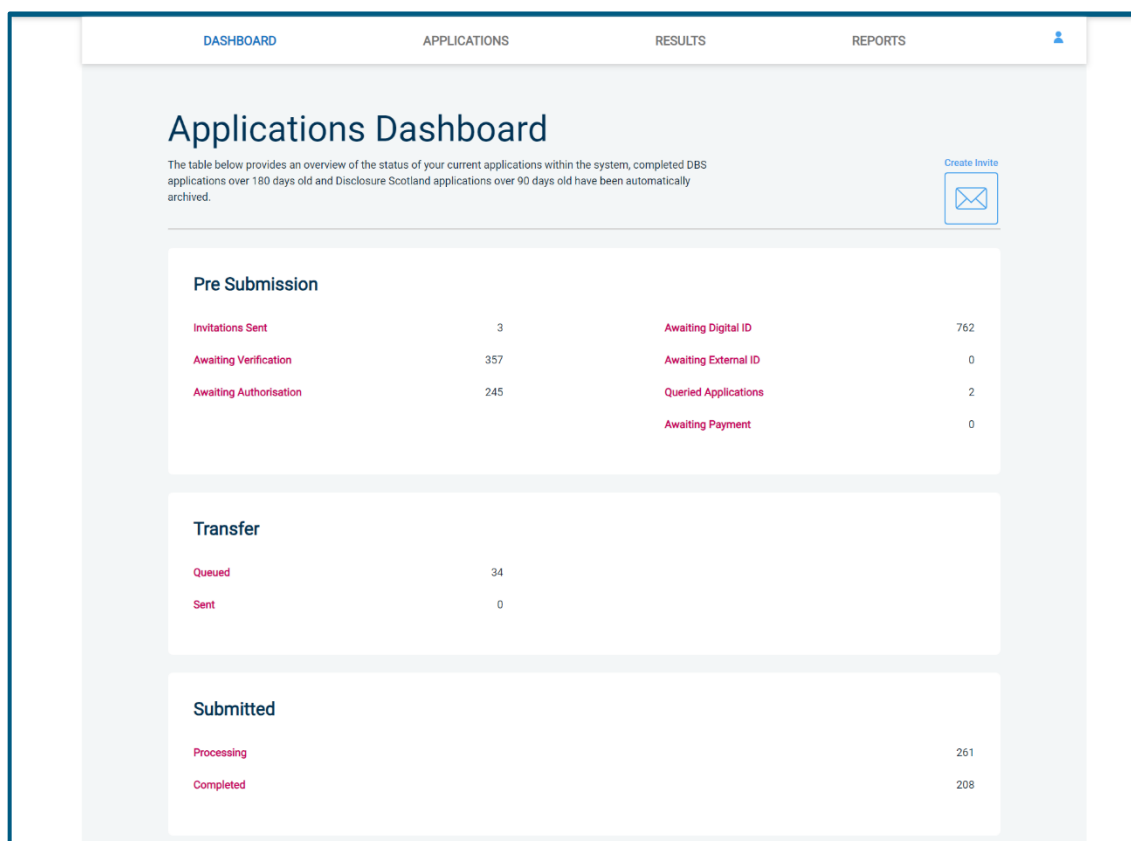 DASHBOARD APPLICATIONS RESULTS REPORTS
Applications Dashboard
The table below provides an overview of the status of your current applications within the system, completed DBS
applications over 180 days old and Disclosure Scotland applications over 90 days old have been automatically
archived.
Create Invite
Pre Submission
Invitations Sent 3 Awaiting Digital ID 762
Awaiting Verification 357 Awaiting External ID 0
Awaiting Authorisation 245 Queried Applications 2
Awaiting Payment 0
Transfer
Queued 34
Sent 0
Submitted
Processing 261
Completed 208